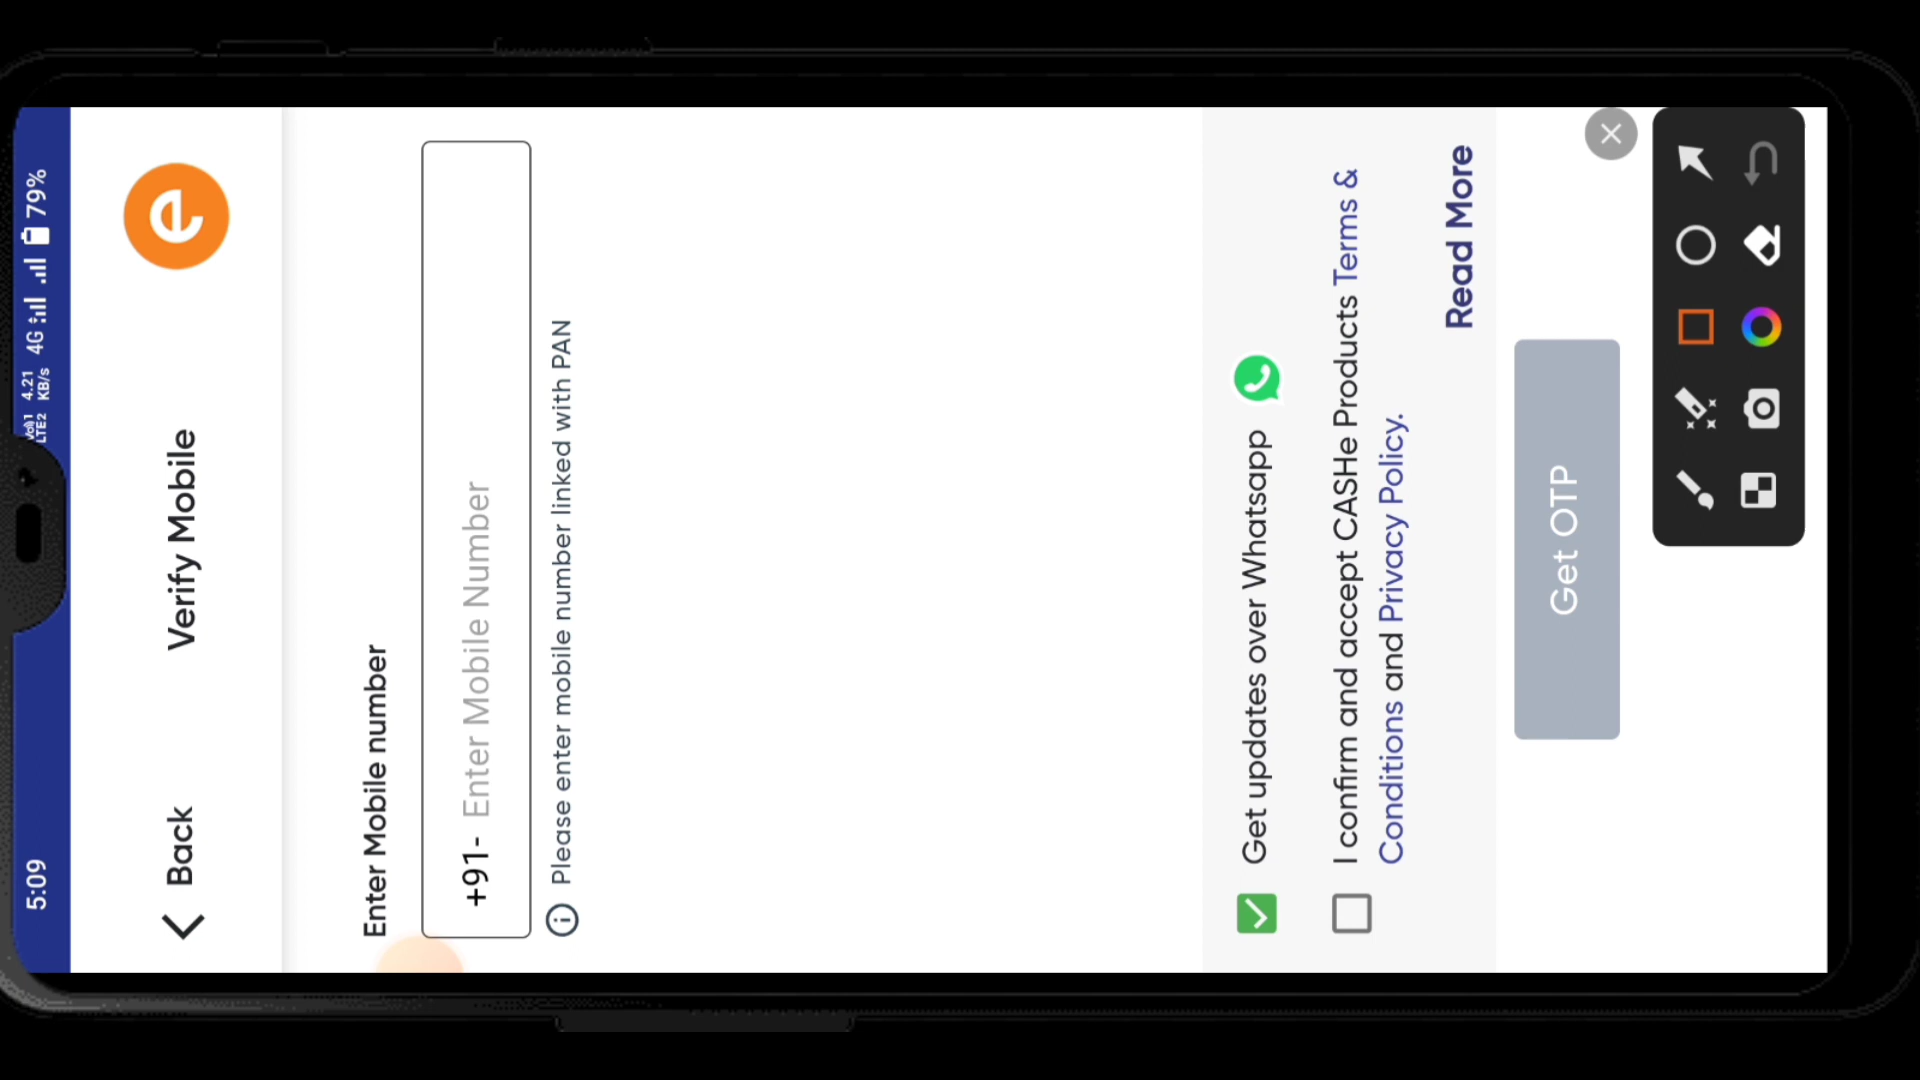 5:09
Voı) 4.21 4G 79%
LTE2 KB/s
Back Verify Mobile e
Enter Mobile number
+91- Enter Mobile Number
Please enter mobile number linked with PAN
Get updates over Whatsapp
I confirm and accept CASHe Products Terms &
Conditions and Privacy Policy.
Read More
Get OTP